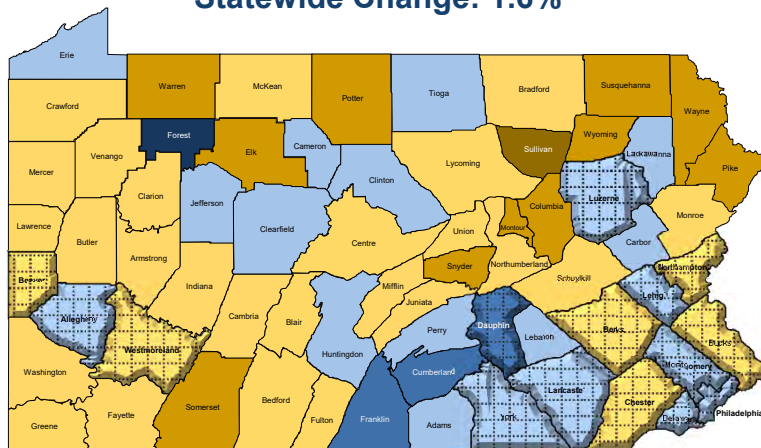 Statewide Change: 1.6%
Erie
Warren
McKean
Potter
Tioga
Bradford
Susquehanna
Crawford
Wayne
Forest
Wyoming
Cameron
Sullivan
Lackawanna
Venango
Elk
Lycoming
Pike
Mercer
Clinton
Clarion
Luzerne
Jefferson
Columbia
Lawrence
Clearfield
Monroe
Montour
Union
Butler
Centre
Carbon
Armstrong
Northumberland
Snyder
Northampton
Beaver
Schuylkill
Indiana
Mifflin
Lehigh
Juniata
Allegheny
Cambria
Blair
Dauphin
Perry
Berks
Lebanon
Bucks
Westmoreland
Huntingdon
Montgomery
Washington
Cumberland
Lancaster
Somerset
Bedford
Chester
Philadelphia
Fayette
Fulton
York
Delaware
Greene
Franklin
Adams